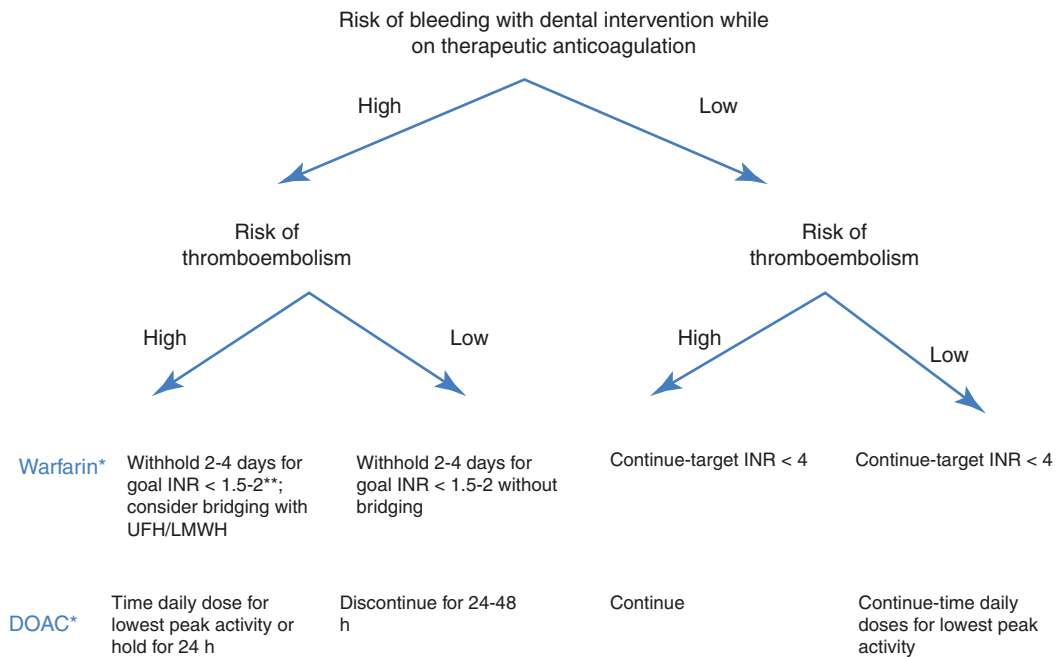 Risk of bleeding with dental intervention while
on therapeutic anticoagulation
High
Low
Risk of
thromboembolism
Risk of
thromboembolism
High
Low
High
Low
Warfarin*
Withhold 2-4 days for
goal INR < 1.5-2**;
consider bridging with
UFH/LMWH
Withhold 2-4 days for
goal INR < 1.5-2 without
bridging
Continue-target INR < 4
Continue-target INR < 4
DOAC*
Time daily dose for
lowest peak activity or
hold for 24 h
Discontinue for 24-48
h
Continue
Continue-time daily
doses for lowest peak
activity